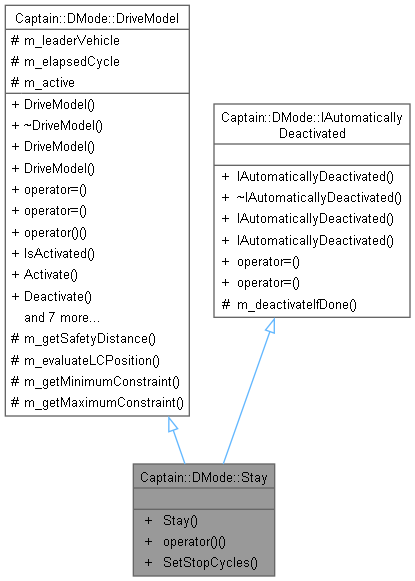 Captain::DMode::DriveModel
# m_leaderVehicle
# m_elapsedCycle
# m_active
+ DriveModel()
+ ~DriveModel()
+ DriveModel()
+ DriveModel()
+ operator=()
+ operator=()
+ operator()()
+ IsActivated()
+ Activate()
+ Deactivate()
and 7 more...
# m_getSafetyDistance()
# m_evaluateLCPosition()
# m_getMinimumConstraint()
# m_getMaximumConstraint()
Captain::DMode::IAutomatically
Deactivated
+ IAutomaticallyDeactivated()
+ ~IAutomaticallyDeactivated()
+ IAutomaticallyDeactivated()
+ IAutomaticallyDeactivated()
+ operator=()
+ operator=()
# m_deactivateIfDone()
Captain::DMode::Stay
+ Stay()
+ operator()()
+ SetStopCycles()